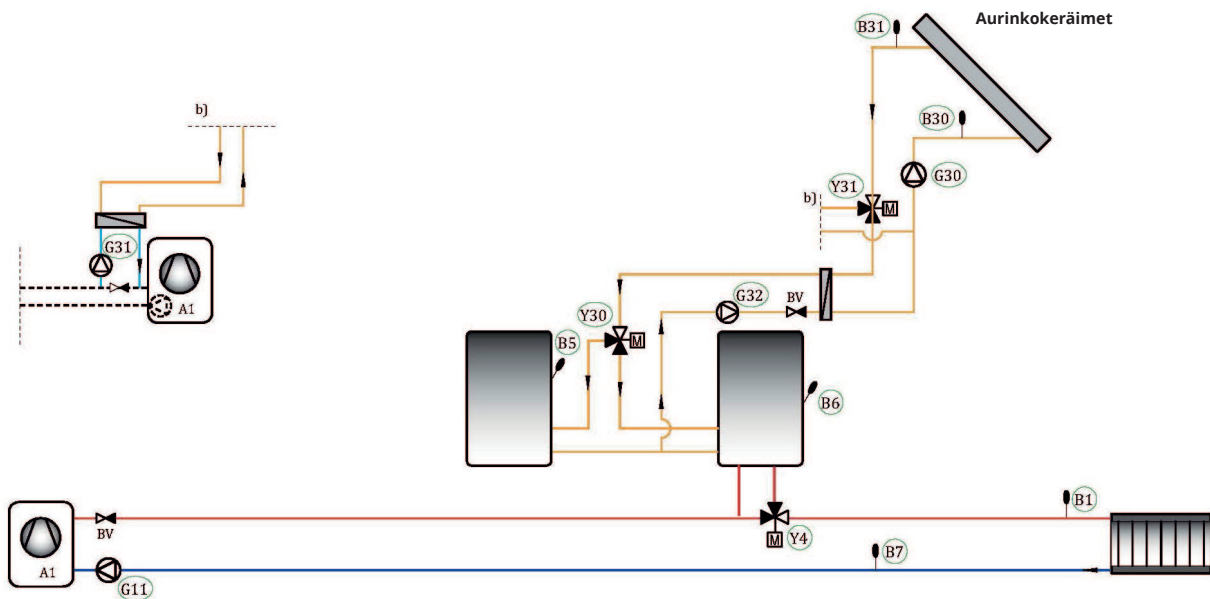 Aurinkokeräimet
B31
b)
B30
G30
Y31
b)
M
G31
A1
G32
BV
Y30
M
B5
B6
B1
BV
Y4
M
B7
A1
G11